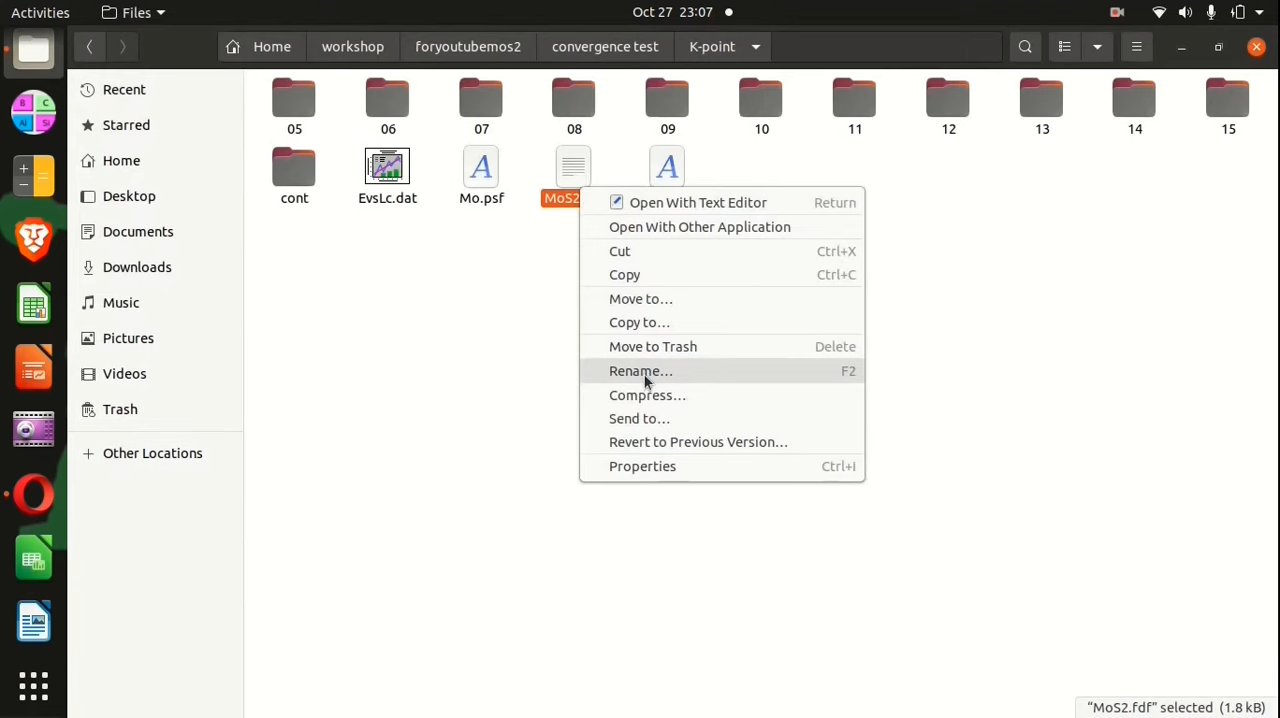 Activities Files Oct 27 23:07
Home workshop foryoutubemos2 convergence test K-point
Recent
Starred
Home
Desktop
Documents
Downloads
Music
Pictures
Videos
Trash
+ Other Locations
05 06 07 08 09 10 11 12 13 14 15
cont EvsLc.dat Mo.psf MoS2
Open With Text Editor Return
Open With Other Application
Cut Ctrl+X
Copy Ctrl+C
Move to…
Copy to…
Move to Trash Delete
Rename… F2
Compress…
Send to…
Revert to Previous Version…
Properties Ctrl+I
“MoS2.fdf” selected (1.8 kB)
B C
Al Si